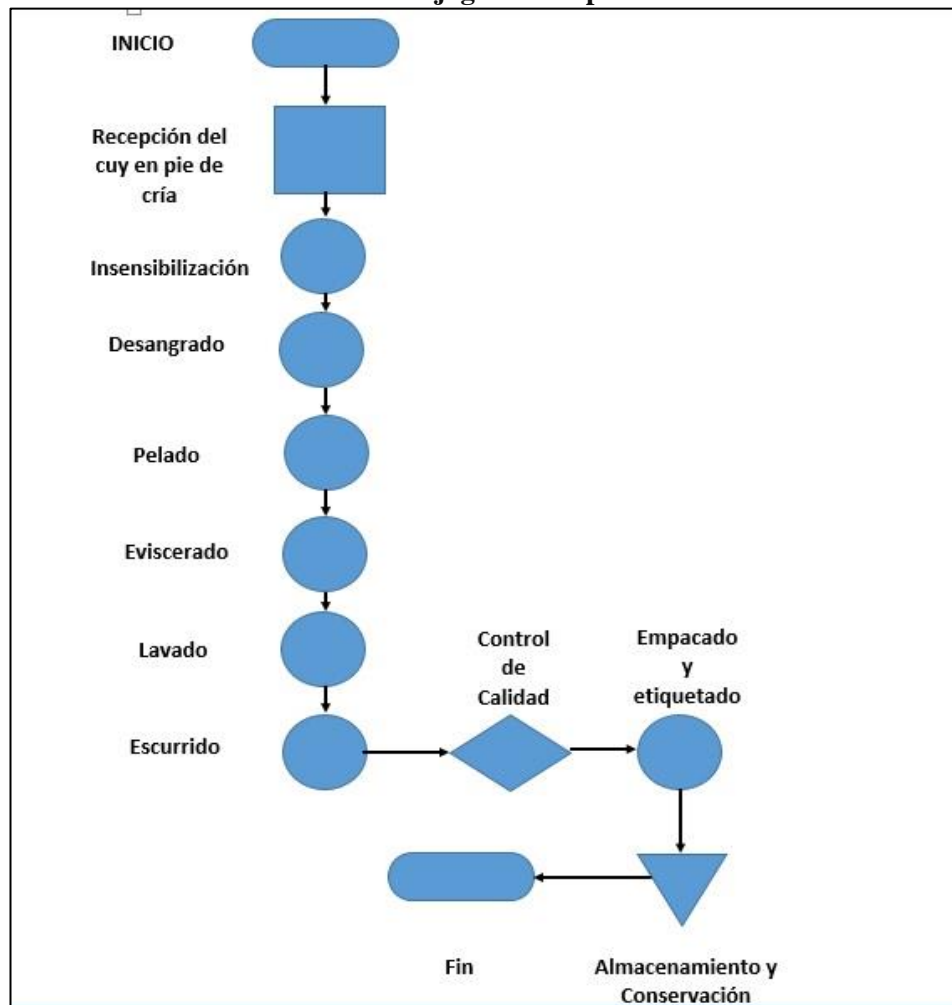 INICIO
Recepción del
cuy en pie de
cría
Insensibilización
Desangrado
Pelado
Eviscerado
Lavado
Escurrido
Control
de
Calidad
Empacado
y
etiquetado
Fin
Almacenamiento y
Conservación